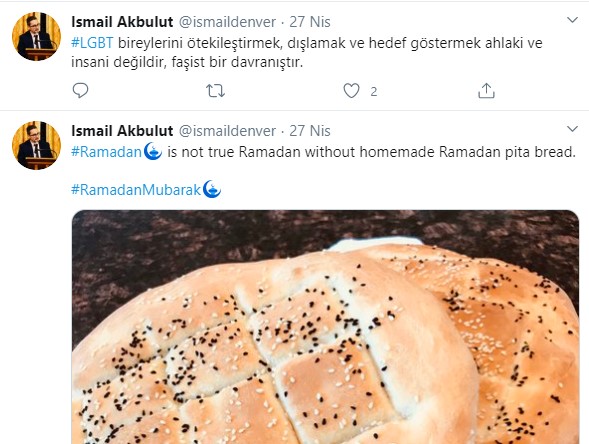 Ismail Akbulut @ismaildenver · 27 Nis
#LGBT bireylerini ötekileştirmek, dışlamak ve hedef göstermek ahlaki ve
insani değildir, faşist bir davranıştır.
2
Ismail Akbulut @ismaildenver · 27 Nis
#Ramadan is not true Ramadan without homemade Ramadan pita bread.
#RamadanMubarak